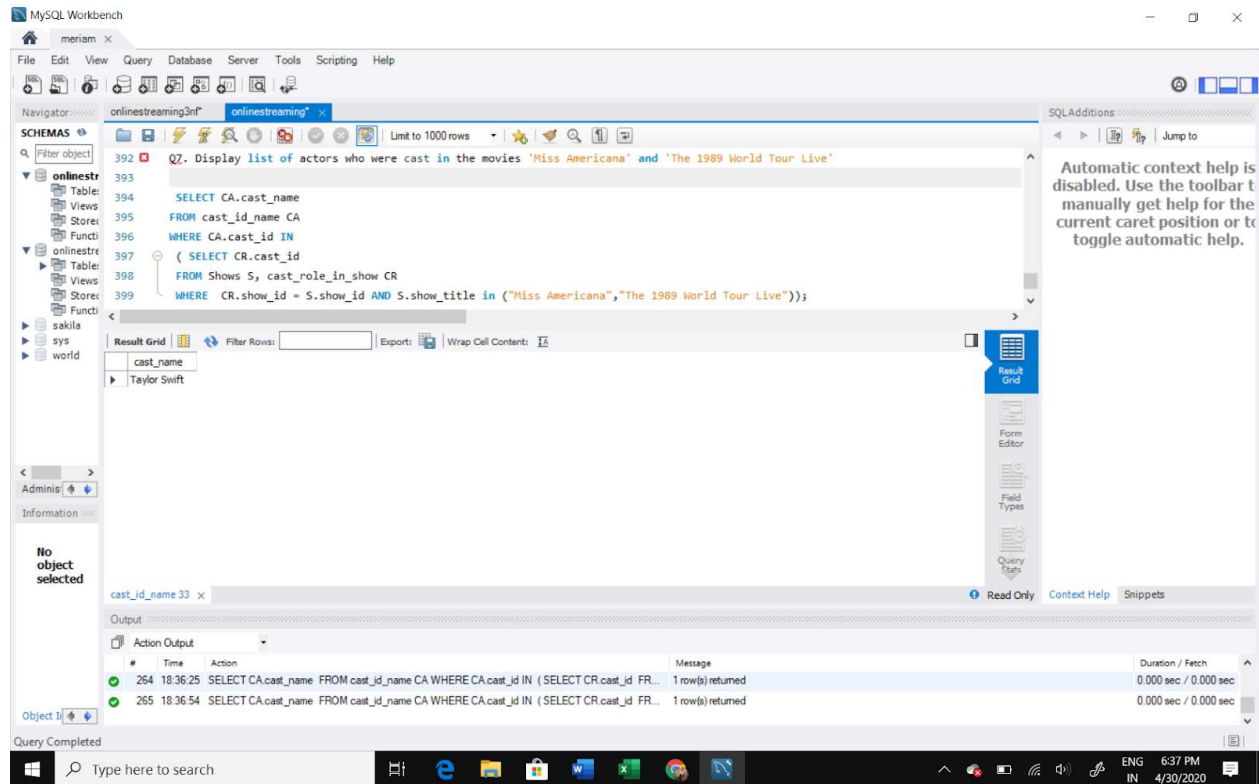 MySQL Workbench
meriam ×
File Edit View Query Database Server Tools Scripting Help
Navigator
onlinestreaming3nf* onlinestreaming* ×
SQLAdditions
SCHEMAS
Filter object
onlinestr
Tables
Views
Stored
Functi
onlinestre
Tables
Views
Stored
Functi
sakila
sys
world
Adminis
Information
No
object
selected
Object I
Limit to 1000 rows
392 Q7. Display list of actors who were cast in the movies 'Miss Americana' and 'The 1989 World Tour Live'
393
394 SELECT CA.cast_name
395 FROM cast_id_name CA
396 WHERE CA.cast_id IN
397 ( SELECT CR.cast_id
398 FROM Shows S, cast_role_in_show CR
399 WHERE CR.show_id = S.show_id AND S.show_title in ("Miss Americana","The 1989 World Tour Live"));
Result Grid Filter Rows: Export: Wrap Cell Content:
cast_name
Taylor Swift
Result
Grid
Form
Editor
Field
Types
Query
Stats
cast_id_name 33 ×
Read Only
Jump to
Automatic context help is
disabled. Use the toolbar t
manually get help for the
current caret position or to
toggle automatic help.
Context Help Snippets
Output
Action Output
# Time Action Message Duration / Fetch
264 18:36:25 SELECT CA.cast_name FROM cast_id_name CA WHERE CA.cast_id IN ( SELECT CR.cast_id FR... 1 row(s) returned 0.000 sec / 0.000 sec
265 18:36:54 SELECT CA.cast_name FROM cast_id_name CA WHERE CA.cast_id IN ( SELECT CR.cast_id FR... 1 row(s) returned 0.000 sec / 0.000 sec
Query Completed
Type here to search
ENG
IN
6:37 PM
4/30/2020